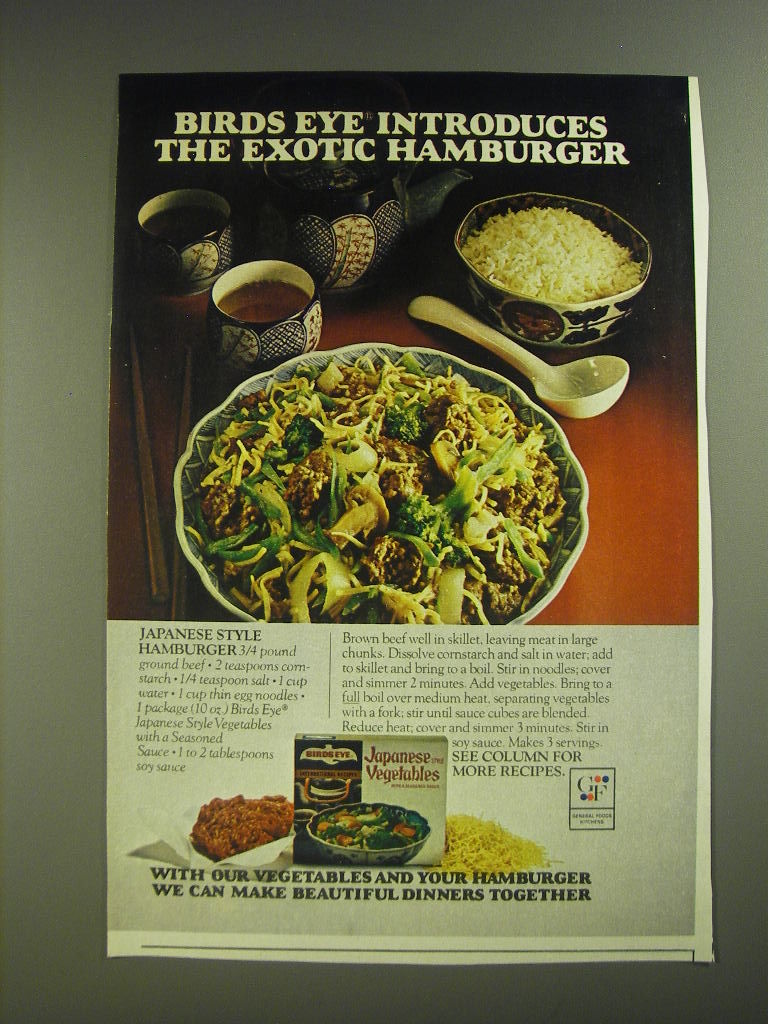 BIRDS EYE® INTRODUCES
THE EXOTIC HAMBURGER
JAPANESE STYLE
HAMBURGER 3/4 pound
ground beef • 2 teaspoons corn-
starch • 1/4 teaspoon salt • 1 cup
water • 1 cup thin egg noodles •
1 package (10 oz.) Birds Eye®
Japanese Style Vegetables
with a Seasoned
Sauce • 1 to 2 tablespoons
soy sauce
Brown beef well in skillet, leaving meat in large
chunks. Dissolve cornstarch and salt in water; add
to skillet and bring to a boil. Stir in noodles; cover
and simmer 2 minutes. Add vegetables. Bring to a
full boil over medium heat, separating vegetables
with a fork; stir until sauce cubes are blended.
Reduce heat; cover and simmer 3 minutes. Stir in
soy sauce. Makes 3 servings.
SEE COLUMN FOR
MORE RECIPES.
BIRDS EYE
INTERNATIONAL RECIPES
Japanese STYLE
Vegetables
WITH A SEASONED SAUCE
GF
GENERAL FOODS
KITCHENS
WITH OUR VEGETABLES AND YOUR HAMBURGER
WE CAN MAKE BEAUTIFUL DINNERS TOGETHER